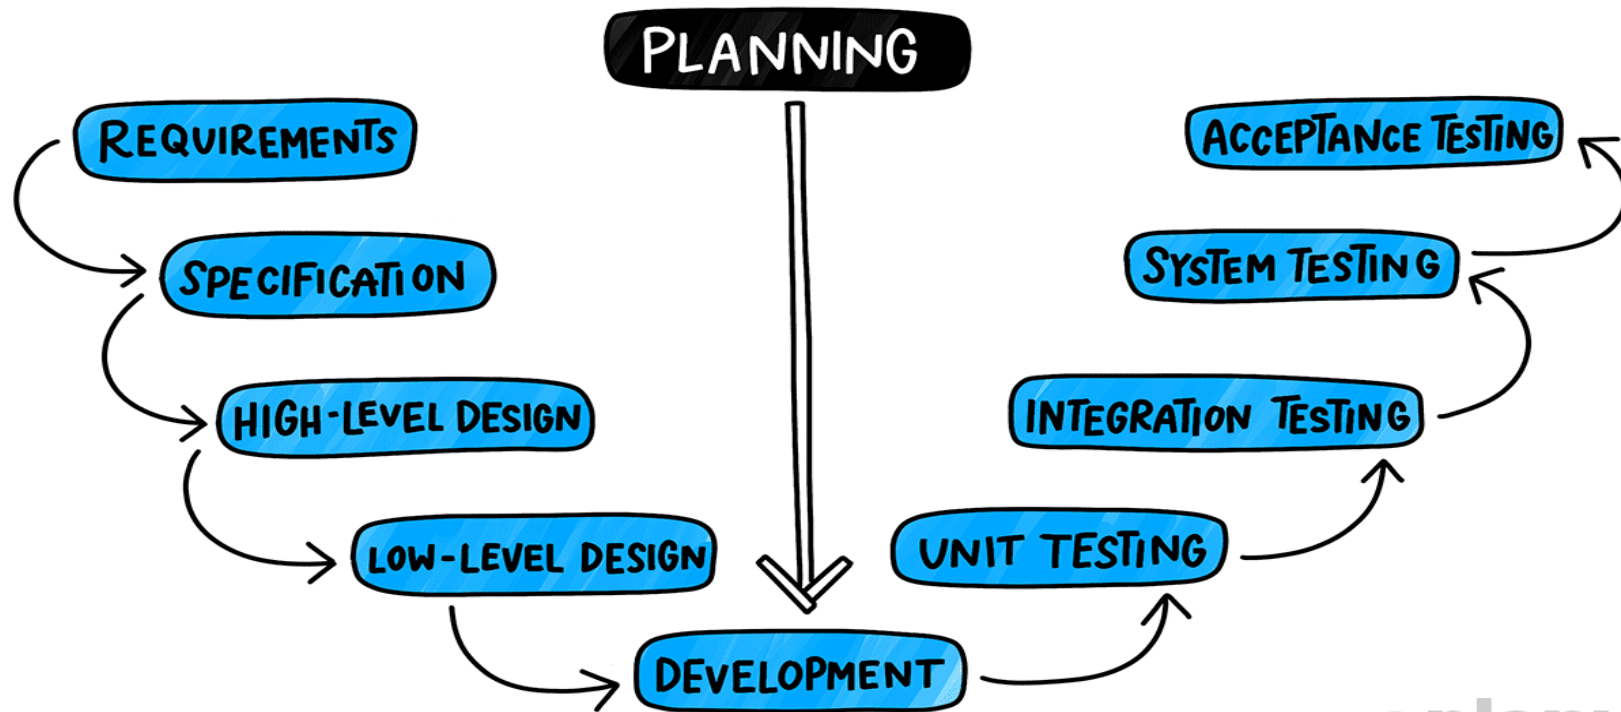 PLANNING
REQUIREMENTS
SPECIFICATION
HIGH-LEVEL DESIGN
LOW-LEVEL DESIGN
DEVELOPMENT
UNIT TESTING
INTEGRATION TESTING
SYSTEM TESTING
ACCEPTANCE TESTING